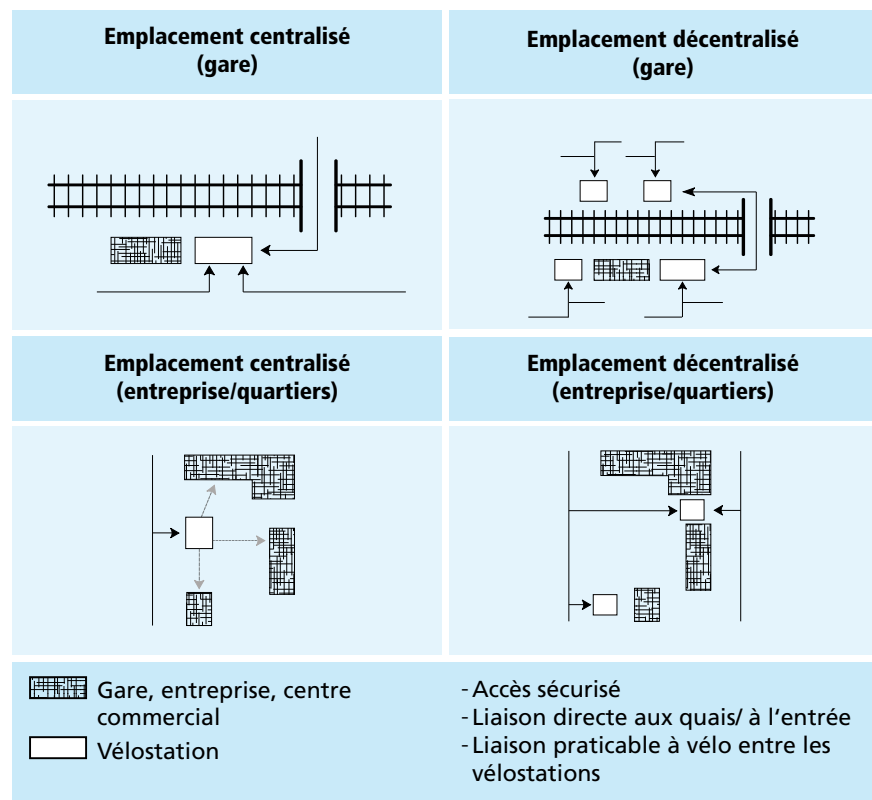 Emplacement centralisé
(gare)
Emplacement décentralisé
(gare)
Emplacement centralisé
(entreprise/quartiers)
Emplacement décentralisé
(entreprise/quartiers)
Gare, entreprise, centre
commercial
Vélostation
- Accès sécurisé
- Liaison directe aux quais/ à l‘entrée
- Liaison praticable à vélo entre les
vélostations